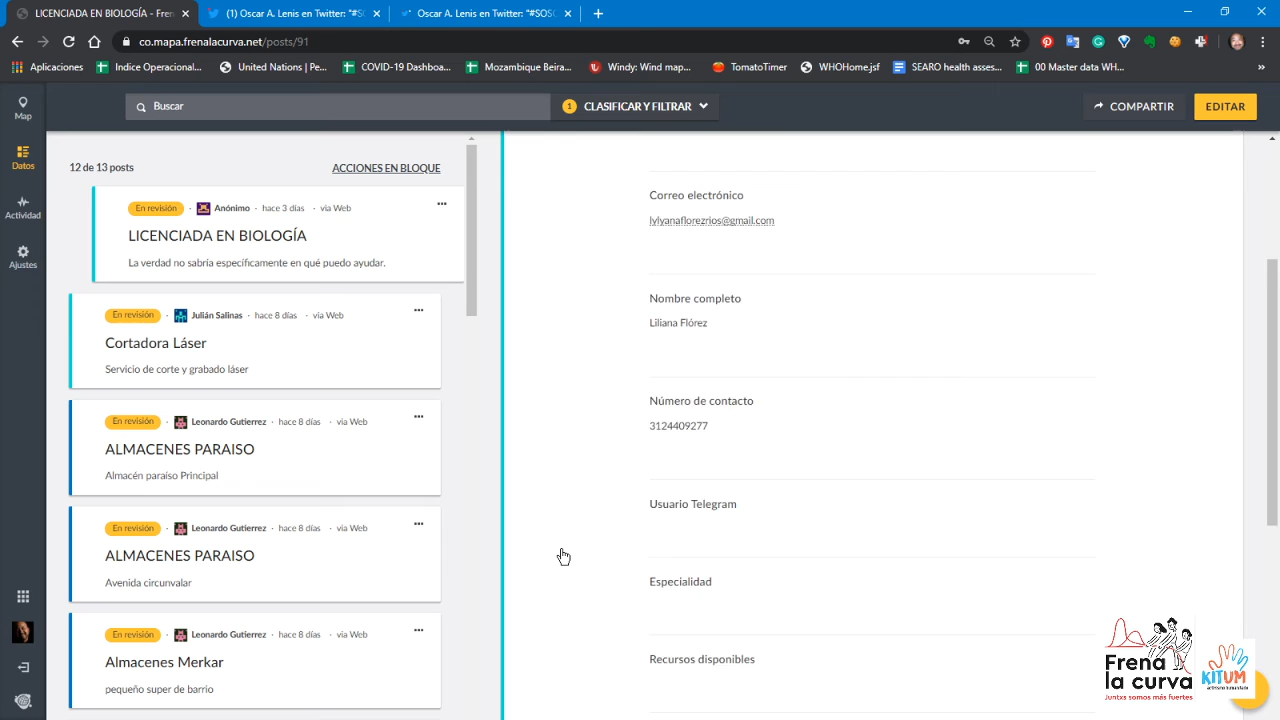 LICENCIADA EN BIOLOGÍA - Fren
(1) Oscar A. Lenis en Twitter: "#SO
Oscar A. Lenis en Twitter: "#SOSC
co.mapa.frenalacurva.net/posts/91
Aplicaciones
Indice Operacional...
United Nations | Pe...
COVID-19 Dashboa...
Mozambique Beira...
Windy: Wind map...
TomatoTimer
WHOHome.jsf
SEARO health asses...
00 Master data WH...
Map
Datos
Actividad
Ajustes
Buscar
1 CLASIFICAR Y FILTRAR
COMPARTIR
EDITAR
12 de 13 posts
ACCIONES EN BLOQUE
En revisión · Anónimo · hace 3 días · via Web
LICENCIADA EN BIOLOGÍA
La verdad no sabría específicamente en qué puedo ayudar.
En revisión · Julián Salinas · hace 8 días · via Web
Cortadora Láser
Servicio de corte y grabado láser
En revisión · Leonardo Gutierrez · hace 8 días · via Web
ALMACENES PARAISO
Almacén paraíso Principal
En revisión · Leonardo Gutierrez · hace 8 días · via Web
ALMACENES PARAISO
Avenida circunvalar
En revisión · Leonardo Gutierrez · hace 8 días · via Web
Almacenes Merkar
pequeño super de barrio
Correo electrónico
lylyanaflorezrios@gmail.com
Nombre completo
Liliana Flórez
Número de contacto
3124409277
Usuario Telegram
Especialidad
Recursos disponibles
Frena
la curva
Juntxs somos más fuertes
KITUM